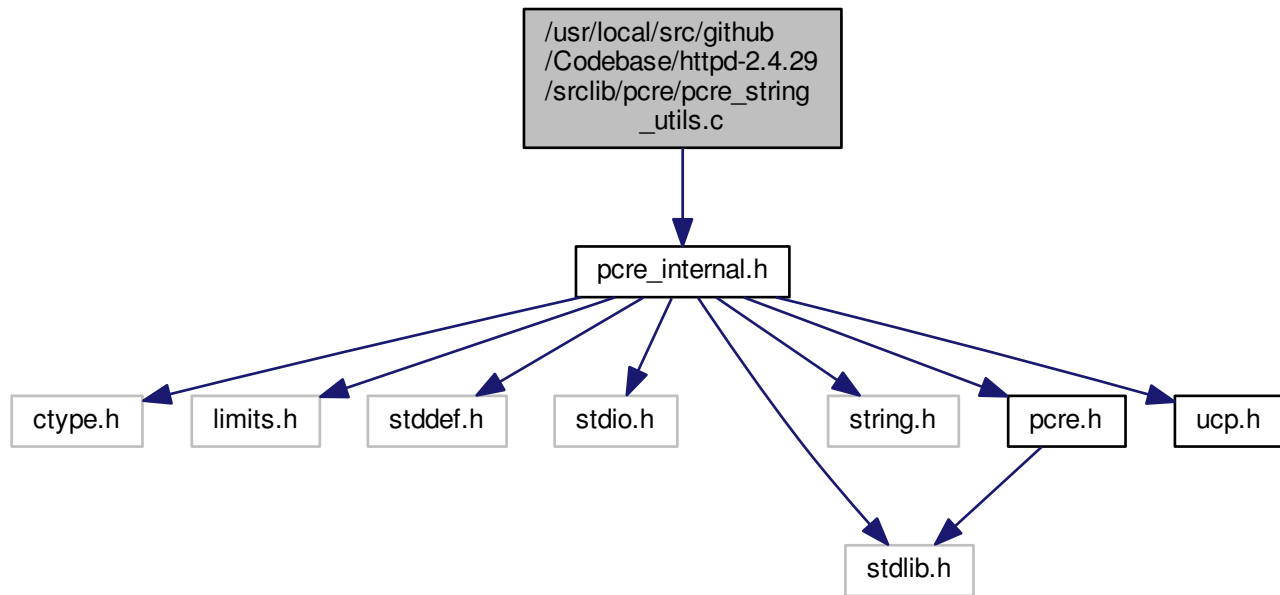 /usr/local/src/github
/Codebase/httpd-2.4.29
/srclib/pcre/pcre_string
_utils.c
pcre_internal.h
ctype.h
limits.h
stddef.h
stdio.h
string.h
pcre.h
ucp.h
stdlib.h